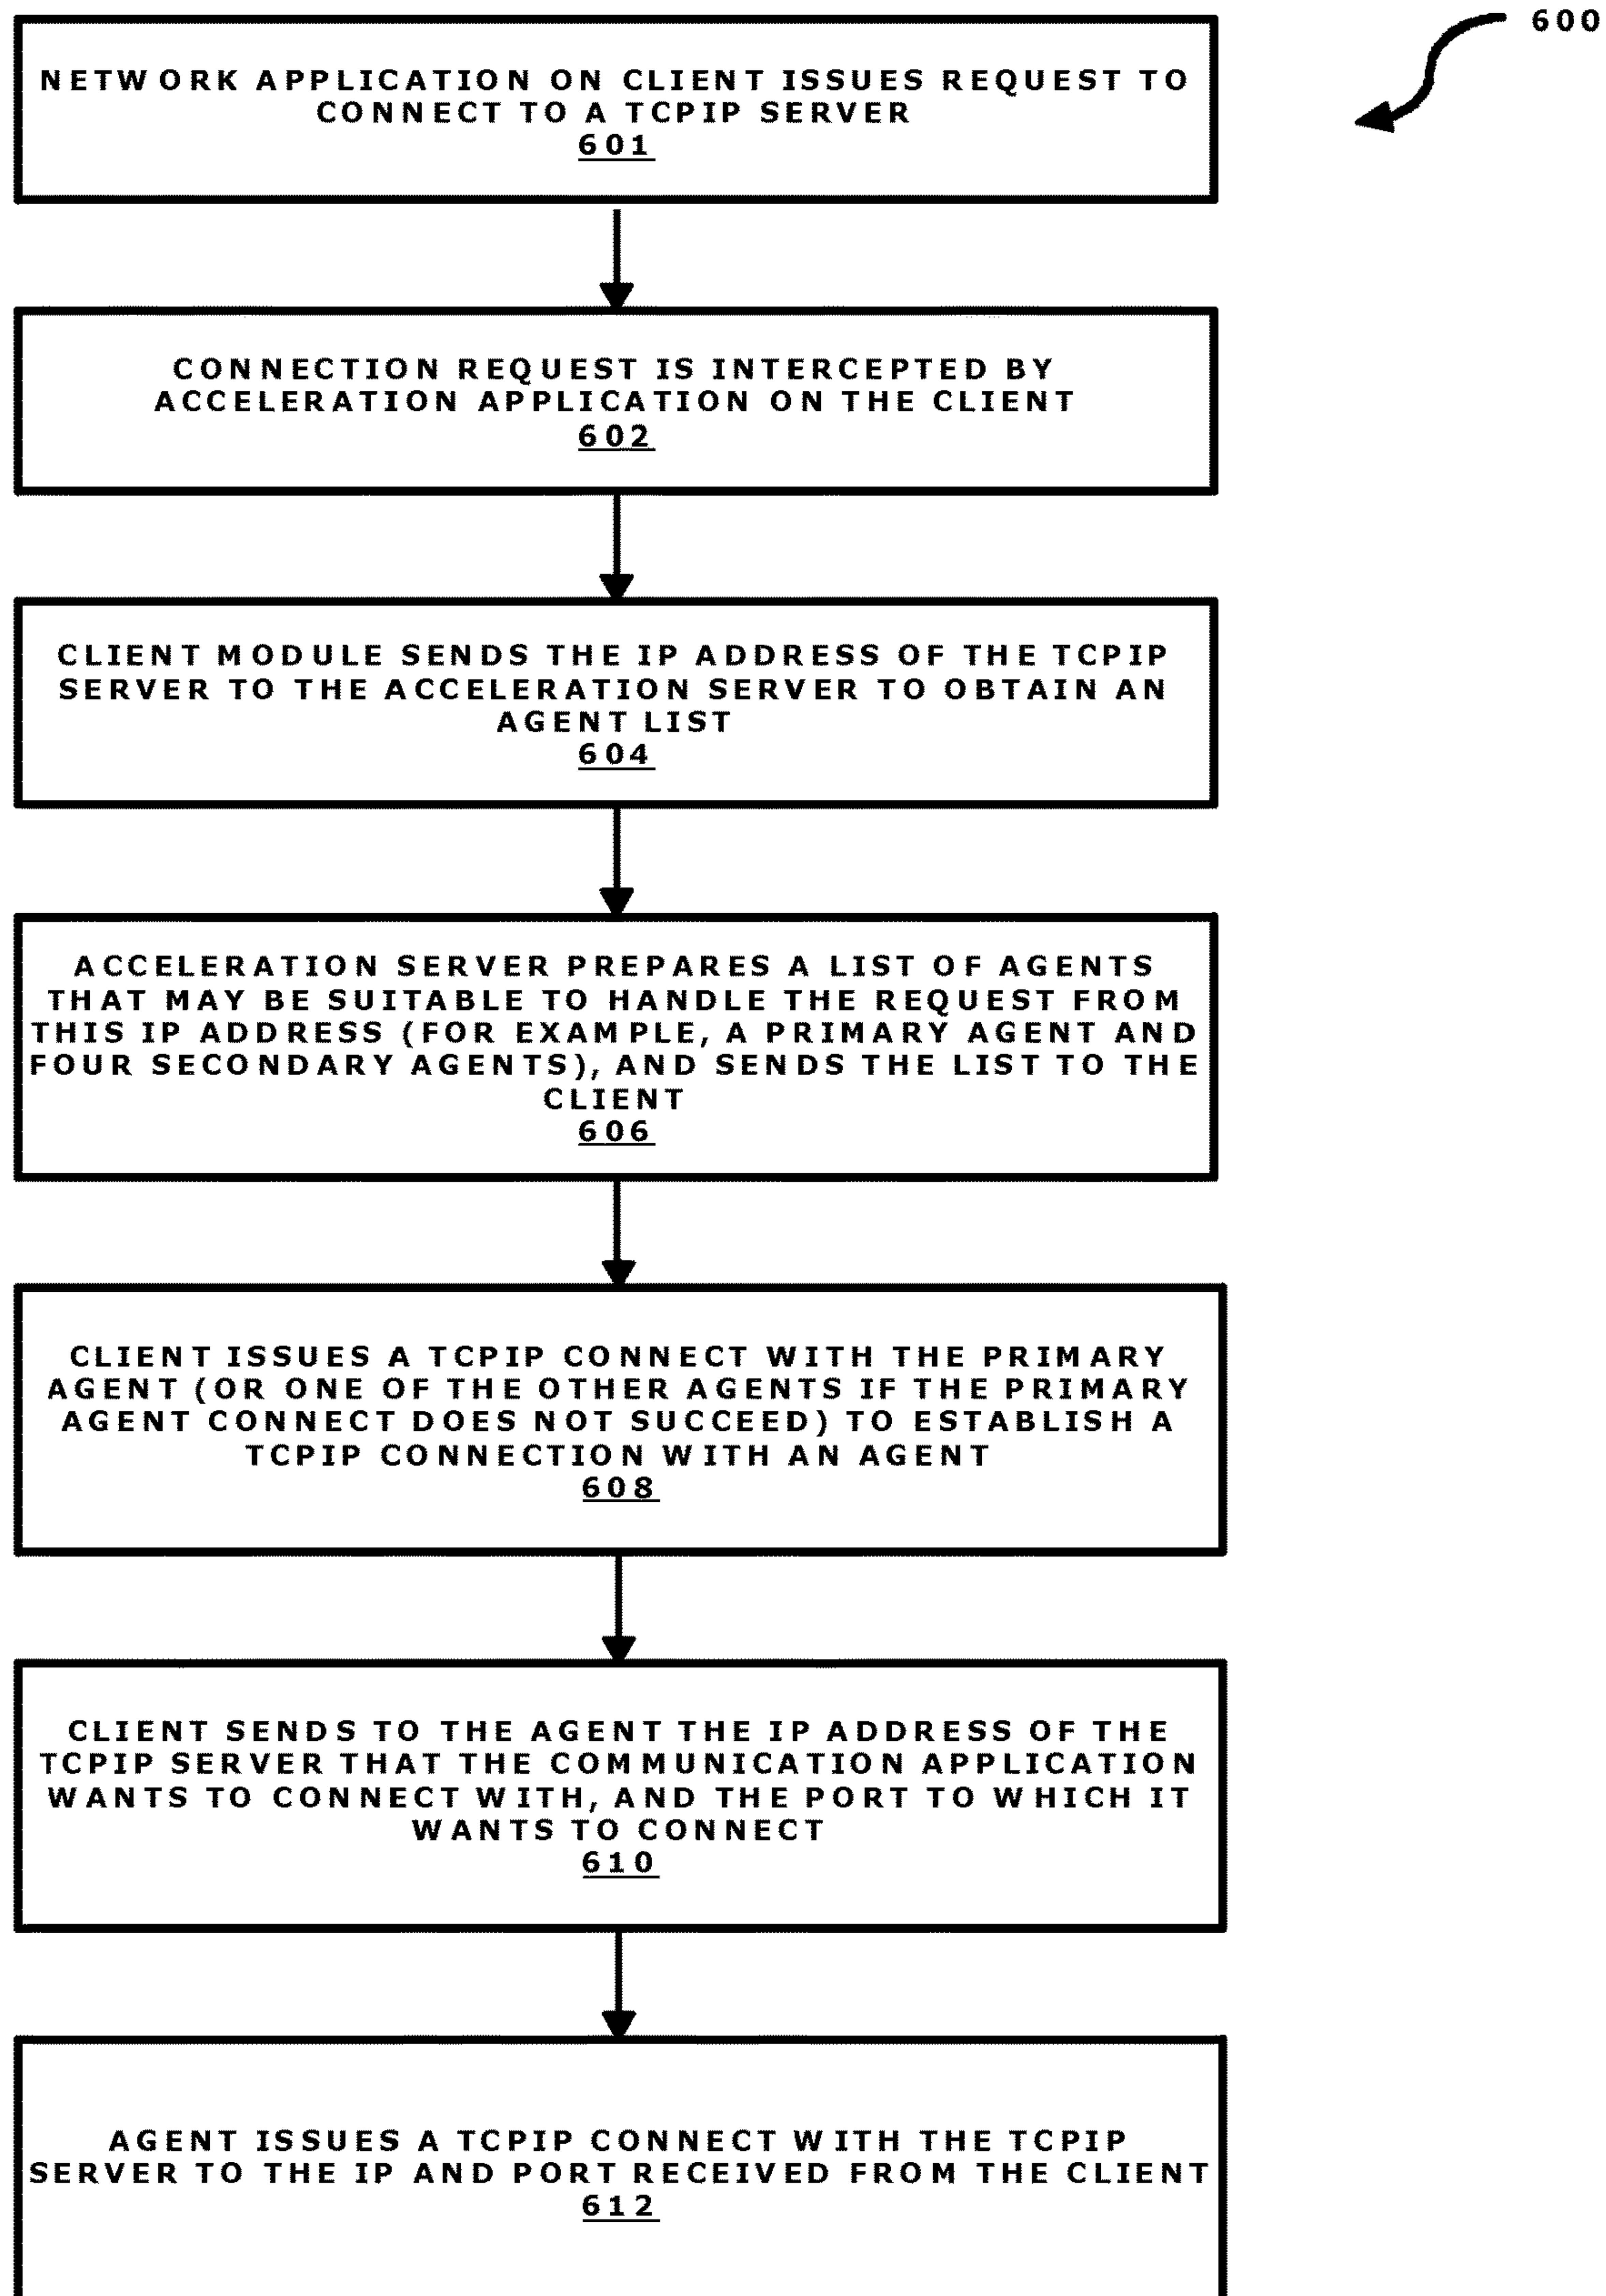 600
NETWORK APPLICATION ON CLIENT ISSUES REQUEST TO
CONNECT TO A TCPIP SERVER
601
CONNECTION REQUEST IS INTERCEPTED BY
ACCELERATION APPLICATION ON THE CLIENT
602
CLIENT MODULE SENDS THE IP ADDRESS OF THE TCPIP
SERVER TO THE ACCELERATION SERVER TO OBTAIN AN
AGENT LIST
604
ACCELERATION SERVER PREPARES A LIST OF AGENTS
THAT MAY BE SUITABLE TO HANDLE THE REQUEST FROM
THIS IP ADDRESS (FOR EXAMPLE, A PRIMARY AGENT AND
FOUR SECONDARY AGENTS), AND SENDS THE LIST TO THE
CLIENT
606
CLIENT ISSUES A TCPIP CONNECT WITH THE PRIMARY
AGENT (OR ONE OF THE OTHER AGENTS IF THE PRIMARY
AGENT CONNECT DOES NOT SUCCEED) TO ESTABLISH A
TCPIP CONNECTION WITH AN AGENT
608
CLIENT SENDS TO THE AGENT THE IP ADDRESS OF THE
TCPIP SERVER THAT THE COMMUNICATION APPLICATION
WANTS TO CONNECT WITH, AND THE PORT TO WHICH IT
WANTS TO CONNECT
610
AGENT ISSUES A TCPIP CONNECT WITH THE TCPIP
SERVER TO THE IP AND PORT RECEIVED FROM THE CLIENT
612